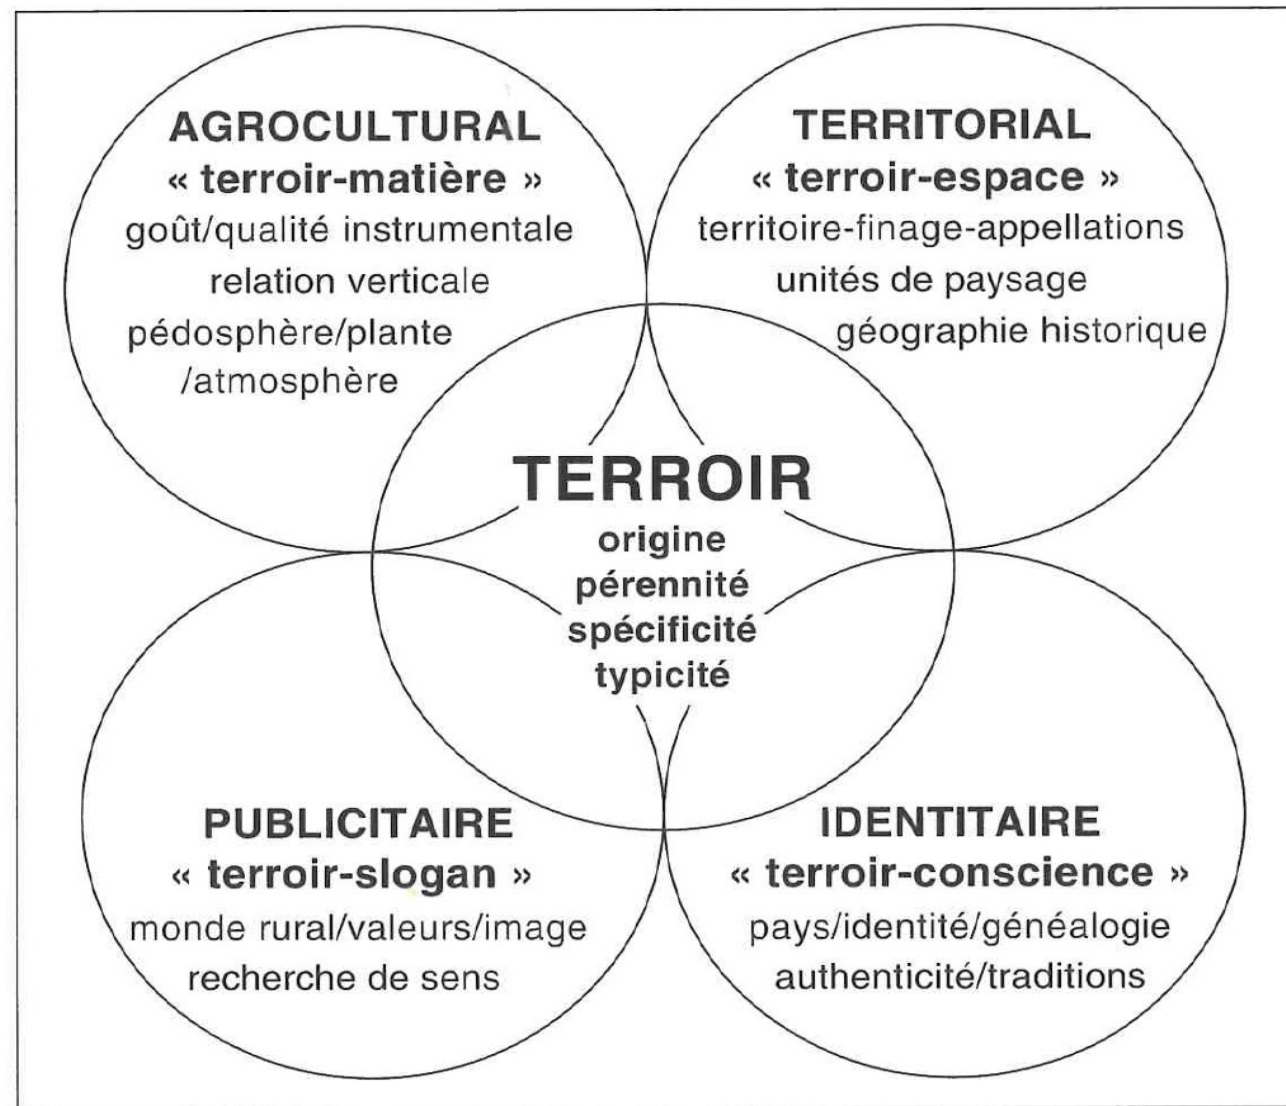 AGROCULTURAL
« terroir-matière »
goût/qualité instrumentale
relation verticale
pédosphère/plante
/atmosphère
TERRITORIAL
« terroir-espace »
territoire-finage-appellations
unités de paysage
géographie historique
TERROIR
origine
pérennité
spécificité
typicité
PUBLICITAIRE
« terroir-slogan »
monde rural/valeurs/image
recherche de sens
IDENTITAIRE
« terroir-conscience »
pays/identité/généalogie
authenticité/traditions